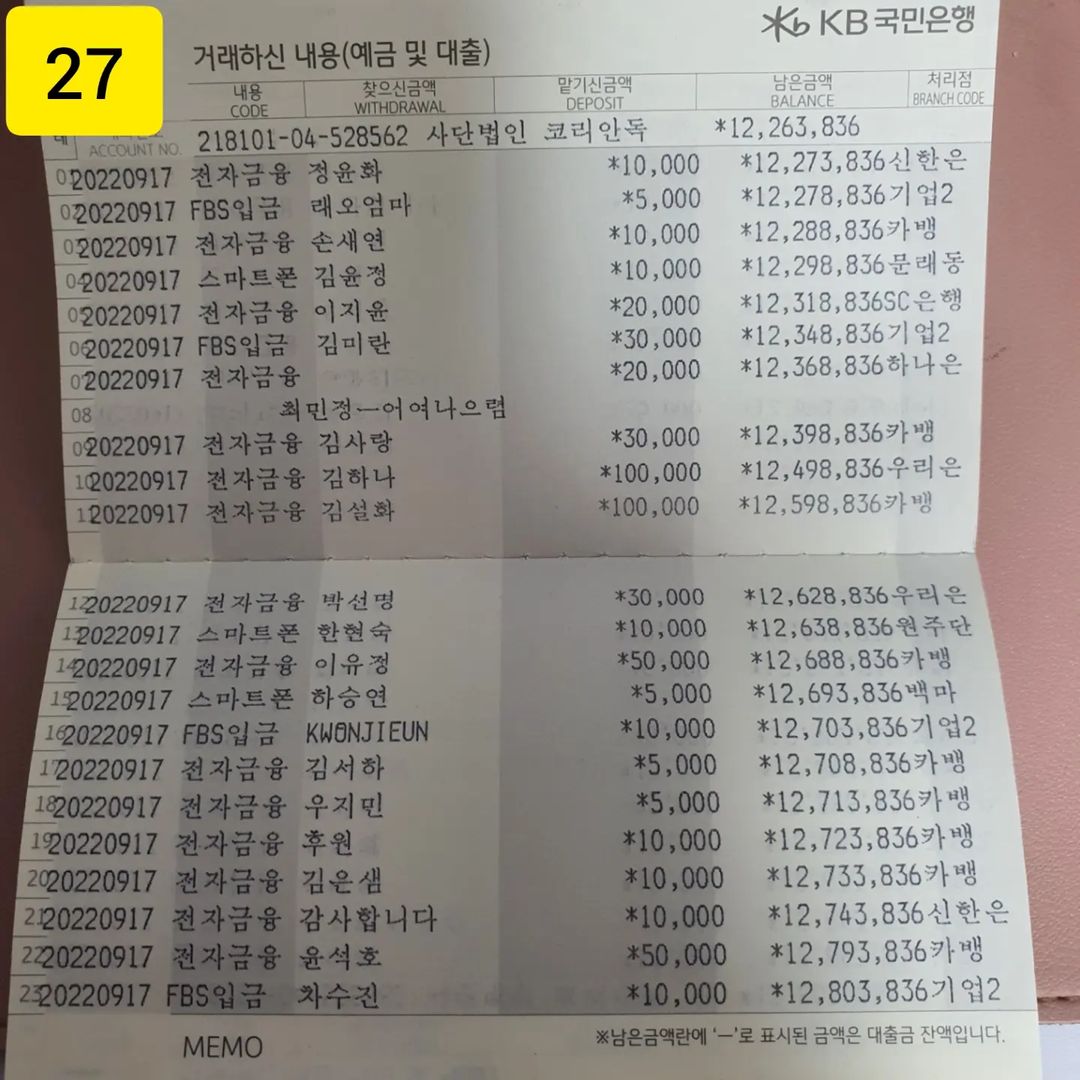 27
KB국민은행
거래하신 내용(예금 및 대출)
내용 찾으신금액 맡기신금액 남은금액 처리점
CODE WITHDRAWAL DEPOSIT BALANCE BRANCH CODE
ACCOUNT NO. 218101-04-528562 사단법인 코리안독 *12,263,836
01 20220917 전자금융 정윤화 *10,000 *12,273,836신한은
02 20220917 FBS입금 래오엄마 *5,000 *12,278,836기업2
03 20220917 전자금융 손새연 *10,000 *12,288,836카뱅
04 20220917 스마트폰 김윤정 *10,000 *12,298,836문래동
05 20220917 전자금융 이지윤 *20,000 *12,318,836SC은행
06 20220917 FBS입금 김미란 *30,000 *12,348,836기업2
07 20220917 전자금융 *20,000 *12,368,836하나은
08 최민정ー어여나으렴
09 20220917 전자금융 김사랑 *30,000 *12,398,836카뱅
10 20220917 전자금융 김하나 *100,000 *12,498,836우리은
11 20220917 전자금융 김설화 *100,000 *12,598,836카뱅
12 20220917 전자금융 박선명 *30,000 *12,628,836우리은
13 20220917 스마트폰 한현숙 *10,000 *12,638,836원주단
14 20220917 전자금융 이유정 *50,000 *12,688,836카뱅
15 20220917 스마트폰 하승연 *5,000 *12,693,836백마
16 20220917 FBS입금 KWONJIEUN *10,000 *12,703,836기업2
17 20220917 전자금융 김서하 *5,000 *12,708,836카뱅
18 20220917 전자금융 우지민 *5,000 *12,713,836카뱅
19 20220917 전자금융 후원 *10,000 *12,723,836카뱅
20 20220917 전자금융 김은샘 *10,000 *12,733,836카뱅
21 20220917 전자금융 감사합니다 *10,000 *12,743,836신한은
22 20220917 전자금융 윤석호 *50,000 *12,793,836카뱅
23 20220917 FBS입금 차수진 *10,000 *12,803,836기업2
MEMO ※남은금액란에 '―'로 표시된 금액은 대출금 잔액입니다.